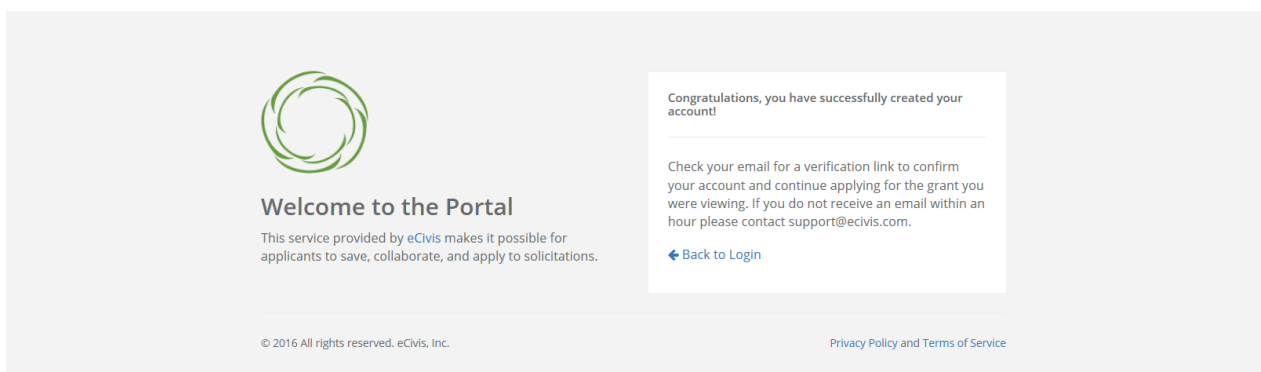 Welcome to the Portal
This service provided by eCivis makes it possible for
applicants to save, collaborate, and apply to solicitations.
Congratulations, you have successfully created your
account!
Check your email for a verification link to confirm
your account and continue applying for the grant you
were viewing. If you do not receive an email within an
hour please contact support@ecivis.com.
Back to Login
© 2016 All rights reserved. eCivis, Inc.
Privacy Policy and Terms of Service